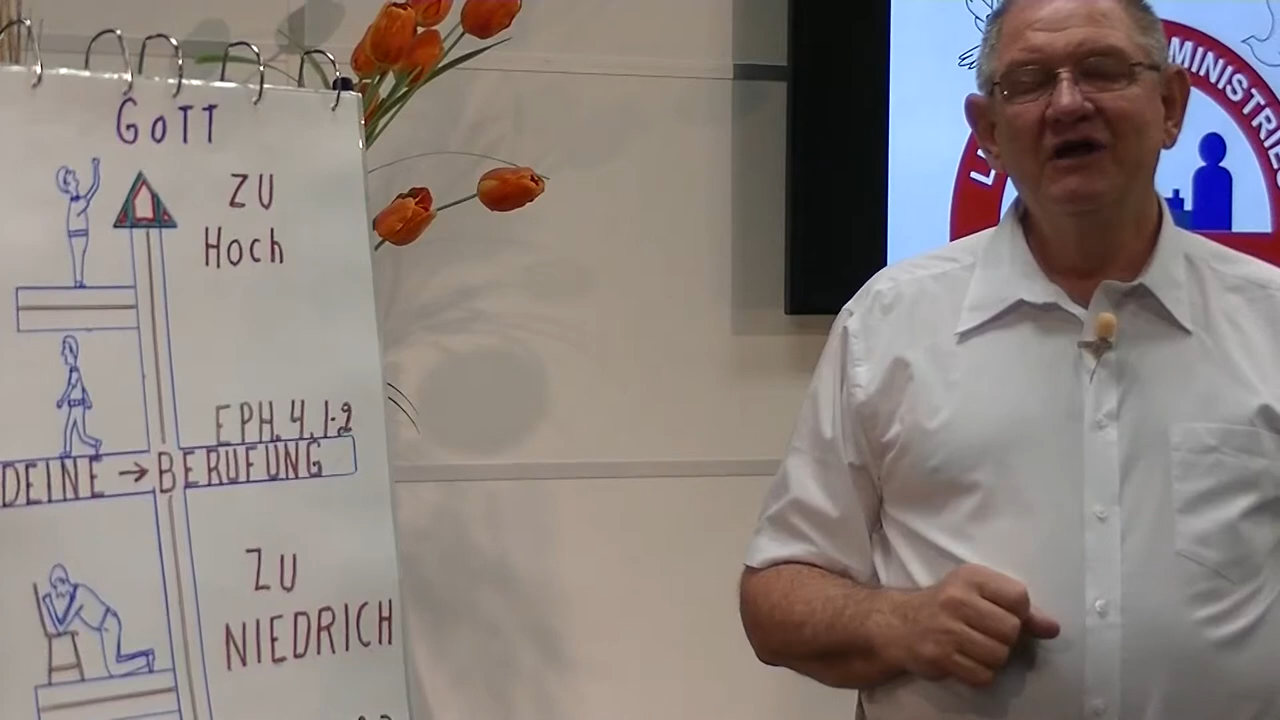 GOTT
ZU
Hoch
EPH. 4. 1-2
DEINE → BERUFUNG
ZU
NIEDRICH
MINISTRIES